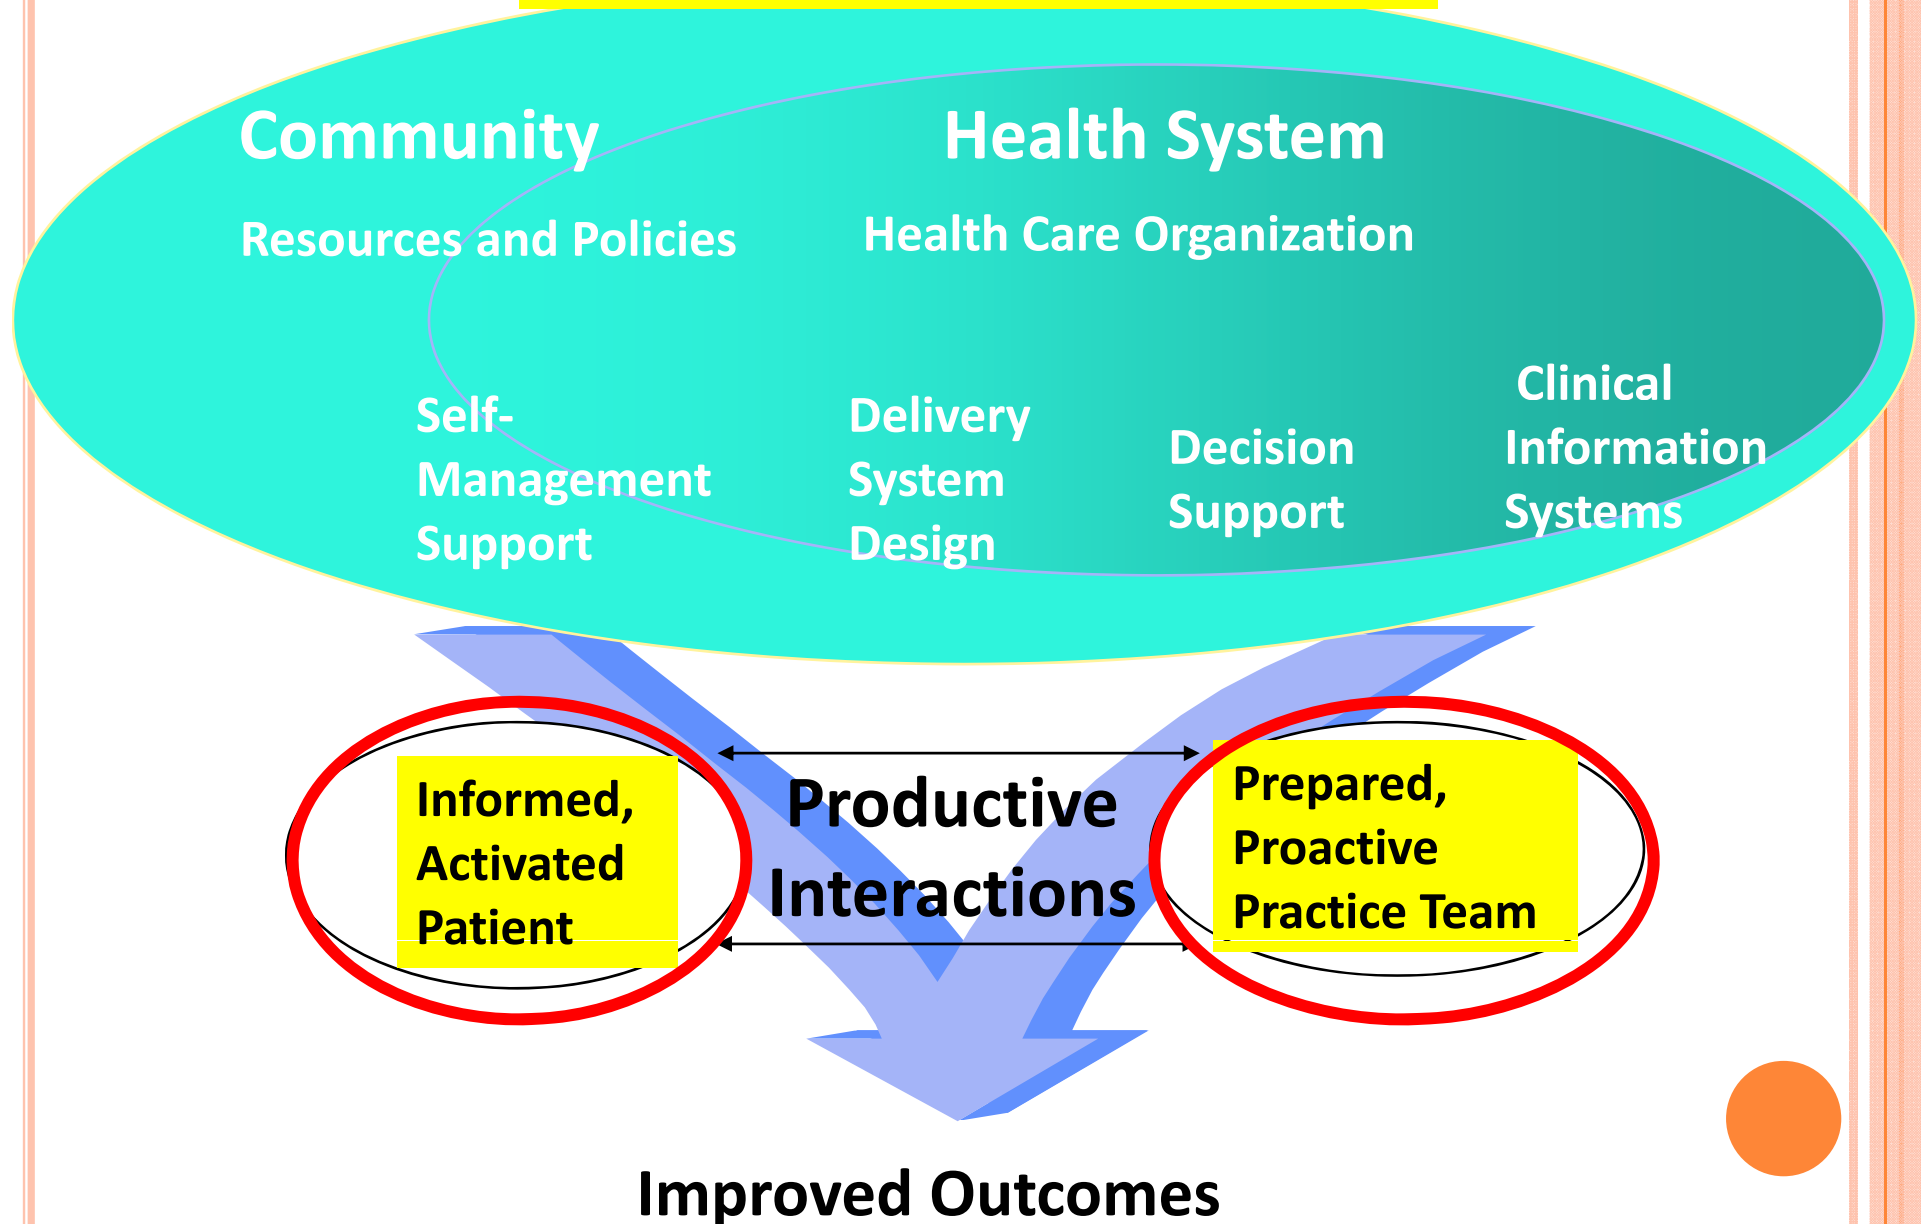 Community
Health System
Resources and Policies
Health Care Organization
Self-
Management
Support
Delivery
System
Design
Decision
Support
Clinical
Information
Systems
Informed,
Activated
Patient
Productive
Interactions
Prepared,
Proactive
Practice Team
Improved Outcomes